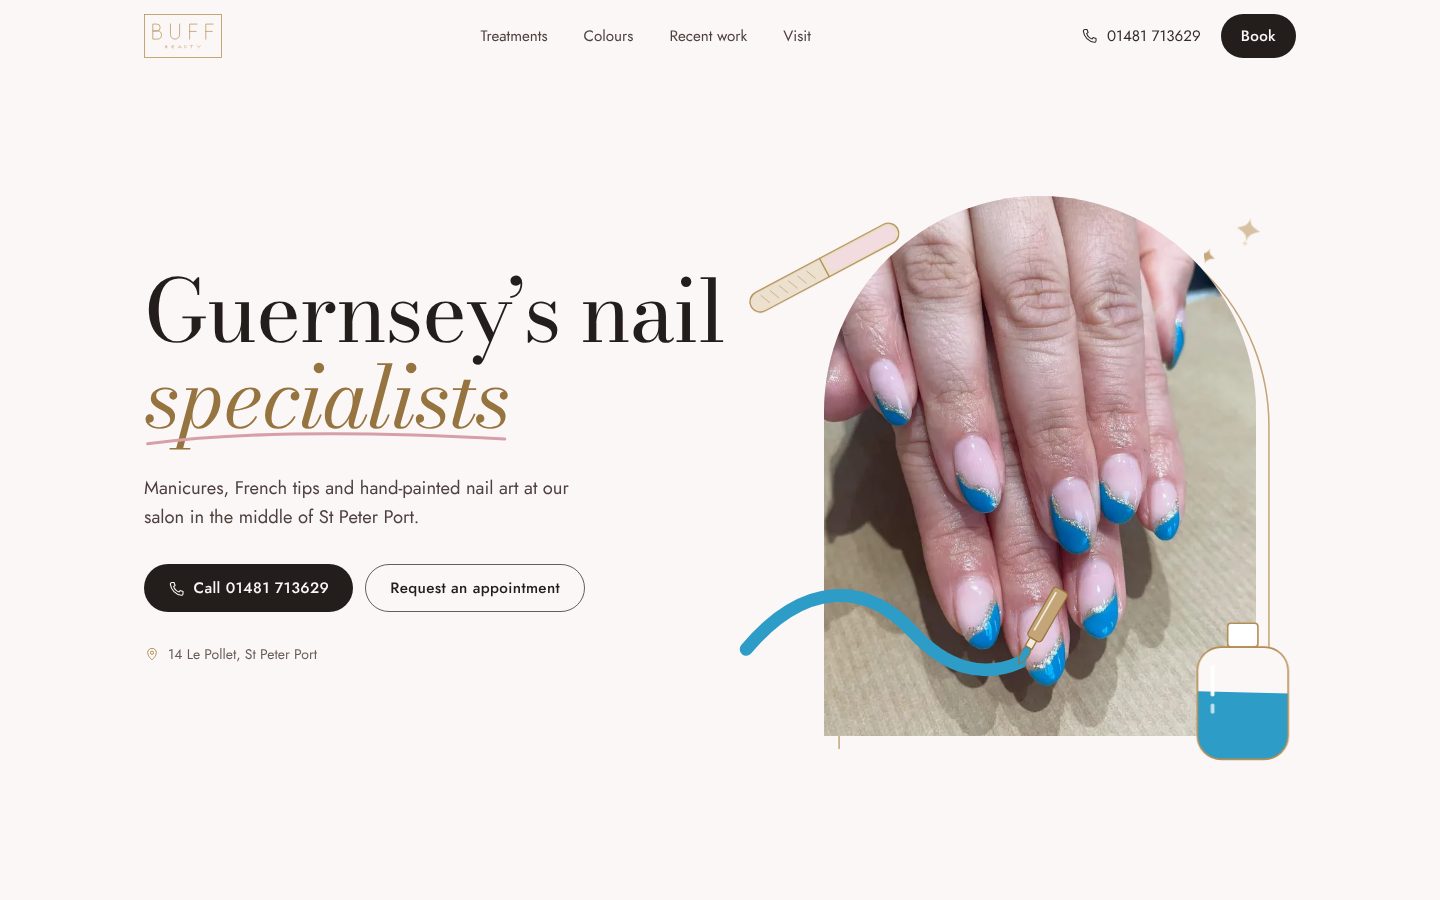 BUFF
BEAUTY
Treatments
Colours
Recent work
Visit
01481 713629
Book
Guernsey’s nail
specialists
Manicures, French tips and hand-painted nail art at our
salon in the middle of St Peter Port.
Call 01481 713629
Request an appointment
14 Le Pollet, St Peter Port